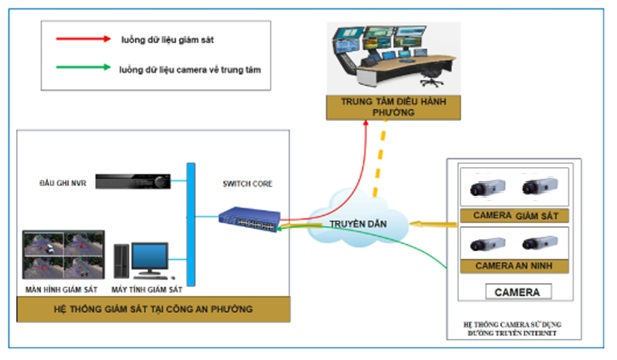 luồng dữ liệu giám sát
luồng dữ liệu camera về trung tâm
TRUNG TÂM ĐIỀU HÀNH
PHƯỜNG
ĐẦU GHI NVR
SWITCH CORE
TRUYỀN DẪN
CAMERA GIÁM SÁT
CAMERA AN NINH
CAMERA
MÀN HÌNH GIÁM SÁT
MÁY TÍNH GIÁM SÁT
HỆ THỐNG GIÁM SÁT TẠI CÔNG AN PHƯỜNG
HỆ THỐNG CAMERA SỬ DỤNG
ĐƯỜNG TRUYỀN INTERNET